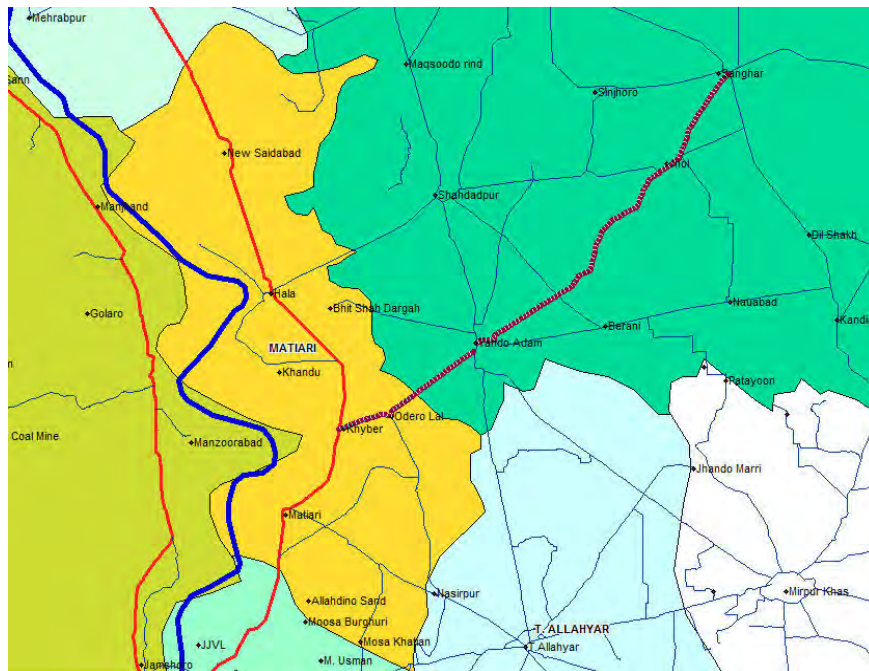 Mehrabpur
Maqsoodo rind
Sanghar
Sann
Sinjhoro
New Saidabad
Shahdadpur
Manjhand
Dil Shakh
Hala
Bhit Shah Dargah
Nauabad
Golaro
Kandi
Berani
Tando Adam
MATIARI
Khandu
Patayoon
Odero Lal
Khyber
Coal Mine
Manzoorabad
Jhando Marri
Matiari
Nasirpur
Mirpur Khas
Allahdino Sand
Moosa Burghuri
T. ALLAHYAR
Mosa Khatian
JJVL
T.Allahyar
M. Usman
Jamshoro